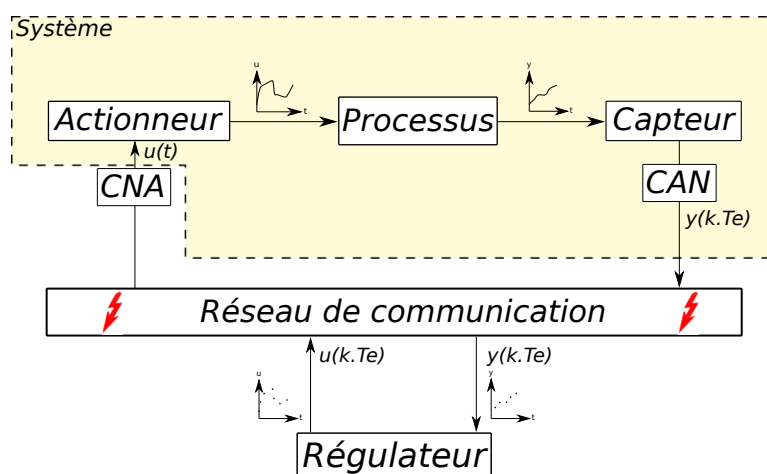 Système
u
t
y
t
Actionneur
Processus
Capteur
u(t)
CNA
CAN
y(k.Te)
Réseau de communication
u(k.Te)
y(k.Te)
u
t
y
t
Régulateur